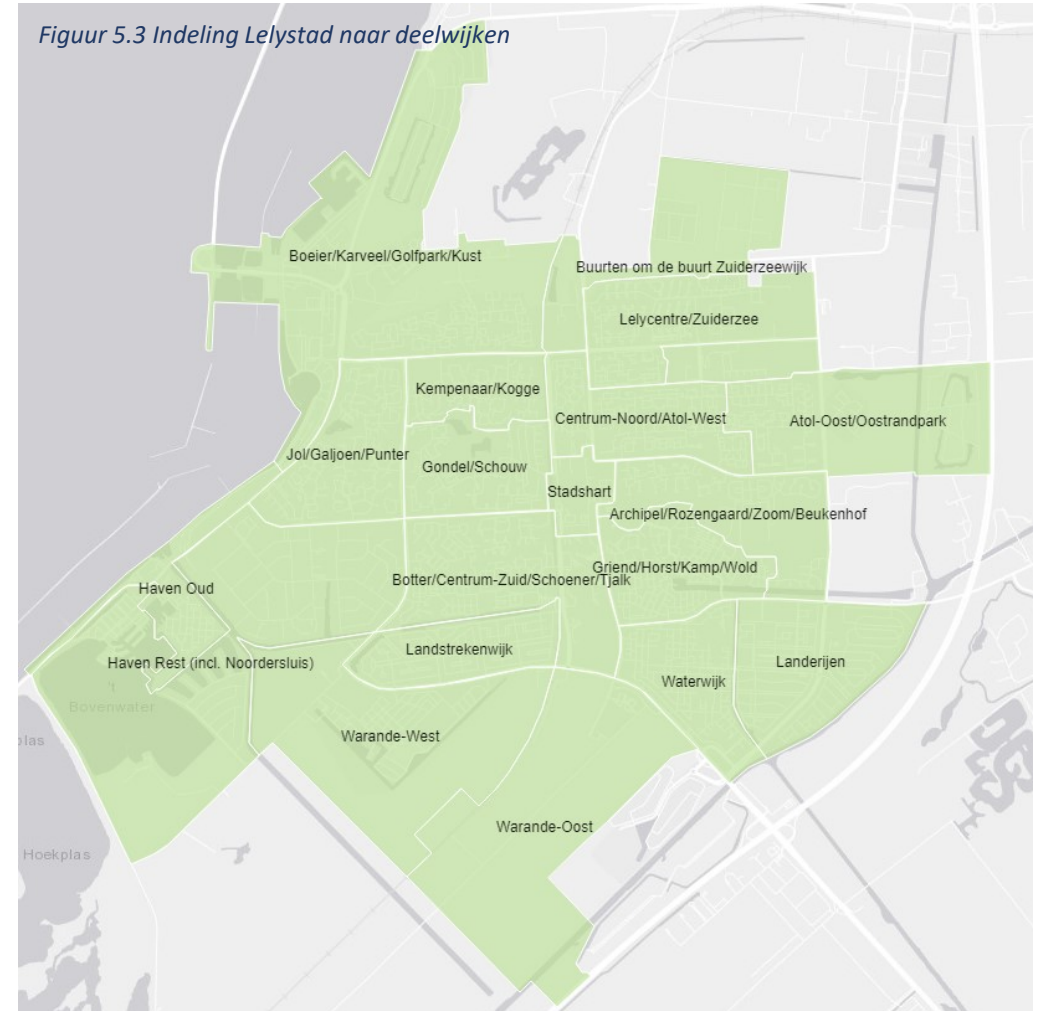 Figuur 5.3 Indeling Lelystad naar deelwijken
Boeier/Karveel/Golfpark/Kust
Buurten om de buurt Zuiderzeewijk
Lelycentre/Zuiderzee
Kempenaar/Kogge
Centrum-Noord/Atol-West
Atol-Oost/Oostrandpark
Jol/Galjoen/Punter
Gondel/Schouw
Stadshart
Archipel/Rozengaard/Zoom/Beukenhof
Griend/Horst/Kamp/Wold
Botter/Centrum-Zuid/Schoener/Tjalk
Haven Oud
Landstrekenwijk
Haven Rest (incl. Noordersluis)
Landerijen
Waterwijk
't
Bovenwater
Warande-West
plas
Warande-Oost
Hoekplas